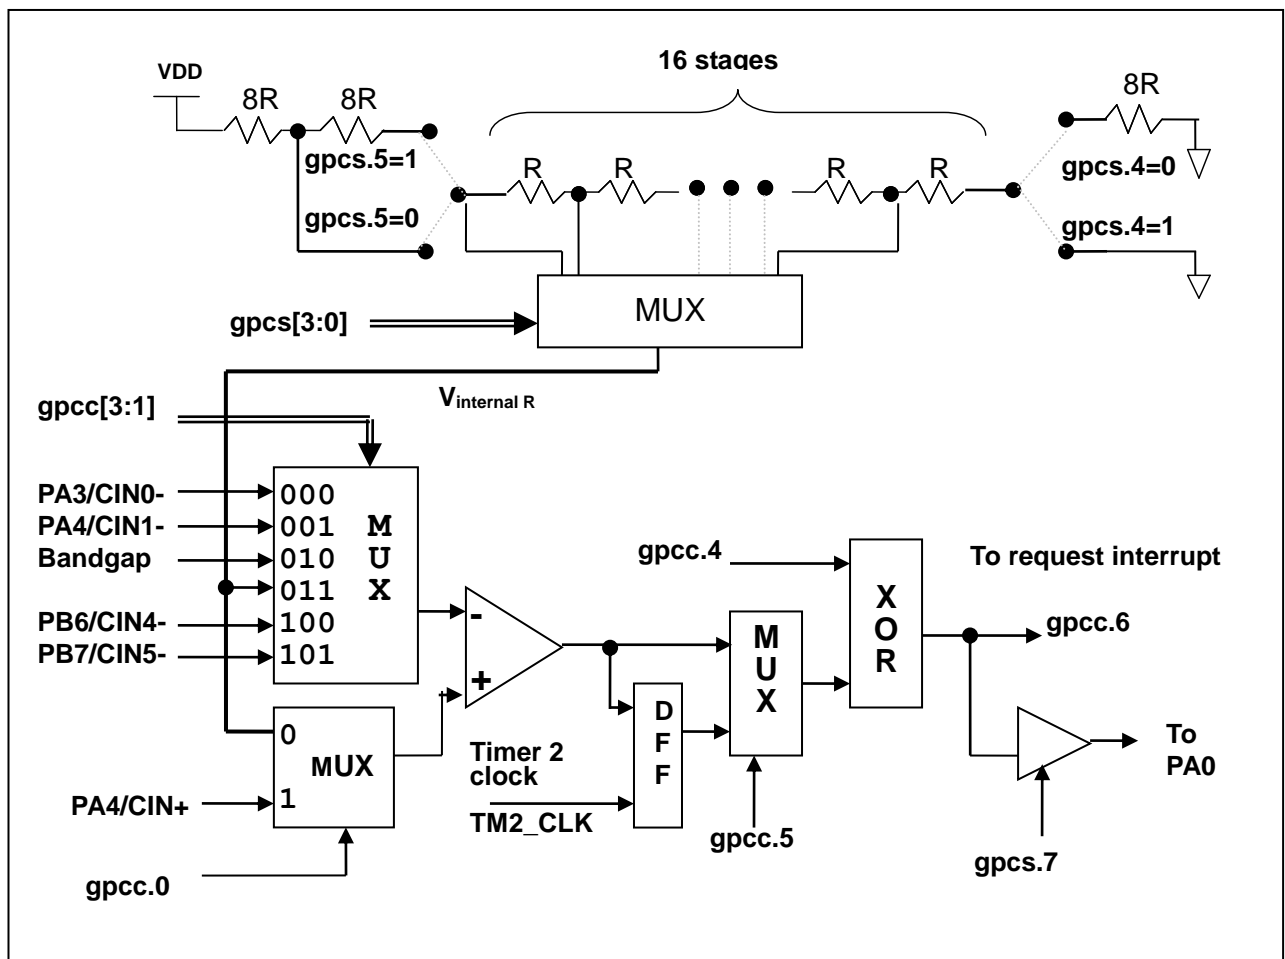 16 stages
VDD
8R
8R
8R
gpcs.5=1
R
R
R
R
gpcs.4=0
gpcs.5=0
gpcs.4=1
MUX
gpcs[3:0]
Vinternal R
gpcc[3:1]
PA3/CIN0-
000
PA4/CIN1-
001
Bandgap
010
011
PB6/CIN4-
100
PB7/CIN5-
101
M
U
X
-
+
gpcc.4
To request interrupt
X
O
R
gpcc.6
M
U
X
D
F
F
0
MUX
1
PA4/CIN+
Timer 2
clock
TM2_CLK
gpcc.5
To
PA0
gpcs.7
gpcc.0